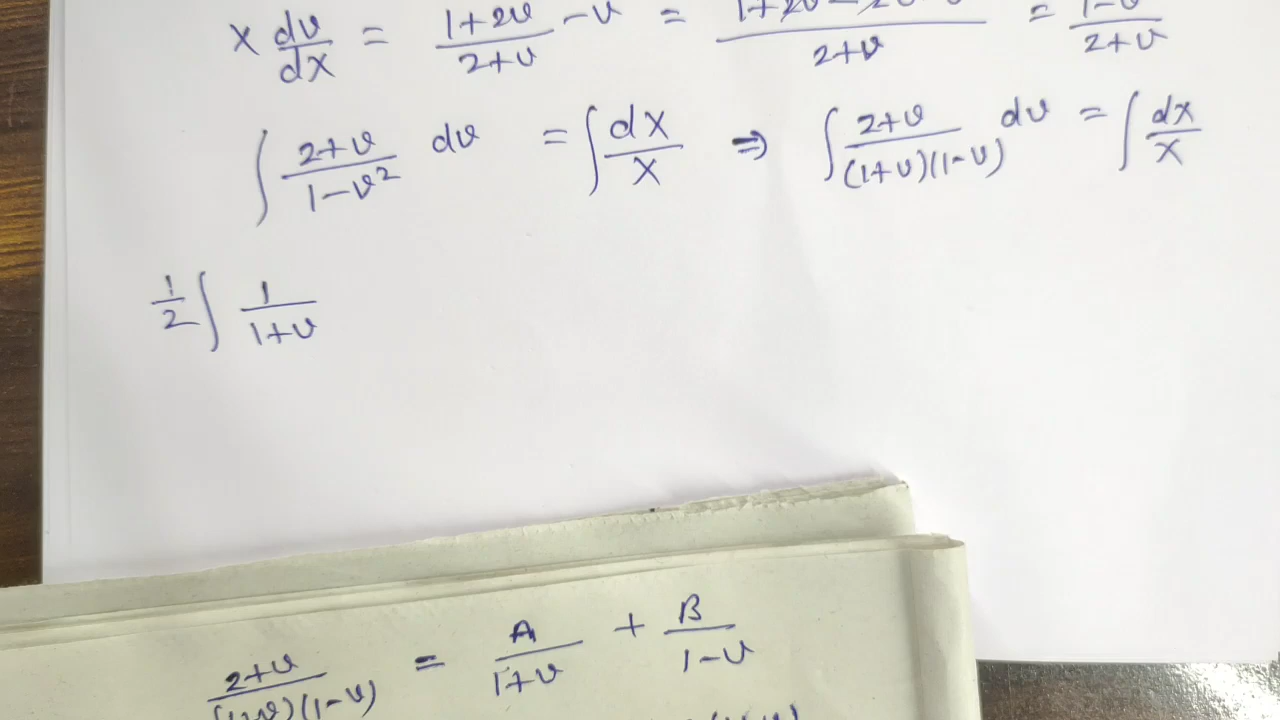 x dv/dx = (1+2v)/(2+v) - v = /(2+v) = /(2+v)
∫ (2+v)/(1-v²) dv = ∫ dx/x ⇒ ∫ (2+v)/((1+v)(1-v)) dv = ∫ dx/x
1/2 ∫ 1/(1+v)
(2+v)/((1+v)(1-v)) = A/(1+v) + B/(1-v)